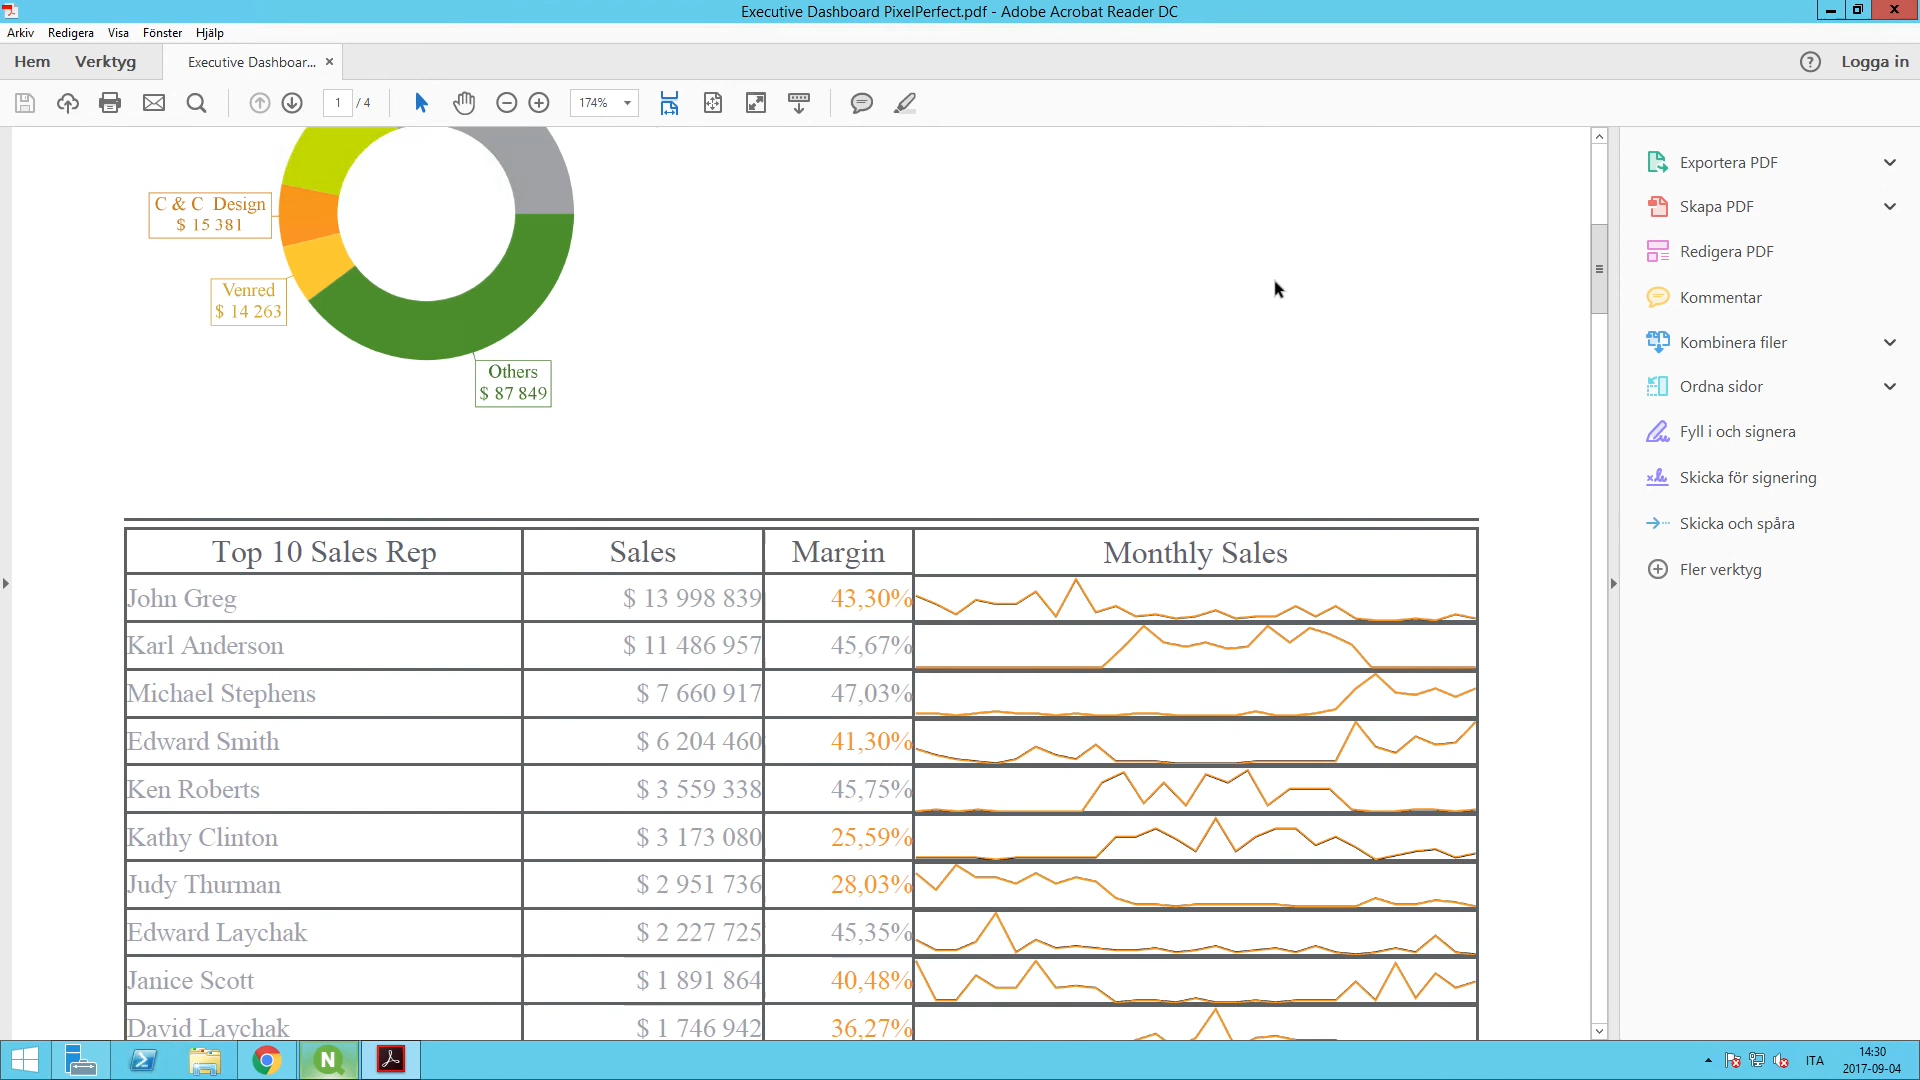 Executive Dashboard PixelPerfect.pdf - Adobe Acrobat Reader DC
Arkiv Redigera Visa Fönster Hjälp
Hem Verktyg Executive Dashboar... × Logga in
1 / 4 174%
C & C Design
$ 15 381
Venred
$ 14 263
Others
$ 87 849
Exportera PDF
Skapa PDF
Redigera PDF
Kommentar
Kombinera filer
Ordna sidor
Fyll i och signera
Skicka för signering
Skicka och spåra
Fler verktyg
Top 10 Sales Rep Sales Margin Monthly Sales
John Greg $ 13 998 839 43,30%
Karl Anderson $ 11 486 957 45,67%
Michael Stephens $ 7 660 917 47,03%
Edward Smith $ 6 204 460 41,30%
Ken Roberts $ 3 559 338 45,75%
Kathy Clinton $ 3 173 080 25,59%
Judy Thurman $ 2 951 736 28,03%
Edward Laychak $ 2 227 725 45,35%
Janice Scott $ 1 891 864 40,48%
David Laychak $ 1 746 942 36,27%
N ITA 14:30
2017-09-04